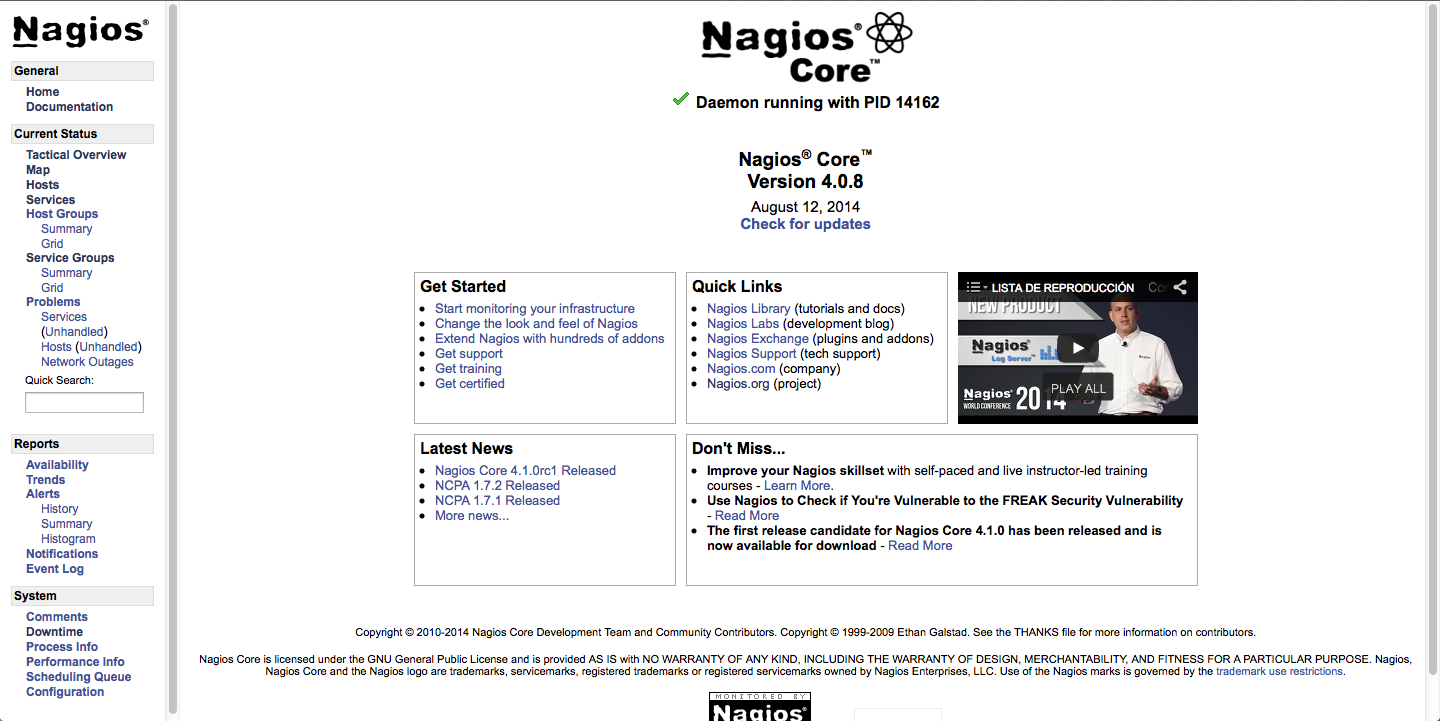 Nagios®
General
Home
Documentation
Current Status
Tactical Overview
Map
Hosts
Services
Host Groups
Summary
Grid
Service Groups
Summary
Grid
Problems
Services
(Unhandled)
Hosts (Unhandled)
Network Outages
Quick Search:
Reports
Availability
Trends
Alerts
History
Summary
Histogram
Notifications
Event Log
System
Comments
Downtime
Process Info
Performance Info
Scheduling Queue
Configuration
Nagios®
Core™
Daemon running with PID 14162
Nagios® Core™
Version 4.0.8
August 12, 2014
Check for updates
Get Started
Start monitoring your infrastructure
Change the look and feel of Nagios
Extend Nagios with hundreds of addons
Get support
Get training
Get certified
Quick Links
Nagios Library (tutorials and docs)
Nagios Labs (development blog)
Nagios Exchange (plugins and addons)
Nagios Support (tech support)
Nagios.com (company)
Nagios.org (project)
LISTA DE REPRODUCCIÓN
NEW PRODUCT
Nagios®
Log Server™
PLAY ALL
Nagios®
WORLD CONFERENCE
2014
Latest News
Nagios Core 4.1.0rc1 Released
NCPA 1.7.2 Released
NCPA 1.7.1 Released
More news...
Don't Miss...
Improve your Nagios skillset with self-paced and live instructor-led training
courses - Learn More.
Use Nagios to Check if You're Vulnerable to the FREAK Security Vulnerability
- Read More
The first release candidate for Nagios Core 4.1.0 has been released and is
now available for download - Read More
Copyright © 2010-2014 Nagios Core Development Team and Community Contributors. Copyright © 1999-2009 Ethan Galstad. See the THANKS file for more information on contributors.
Nagios Core is licensed under the GNU General Public License and is provided AS IS with NO WARRANTY OF ANY KIND, INCLUDING THE WARRANTY OF DESIGN, MERCHANTABILITY, AND FITNESS FOR A PARTICULAR PURPOSE. Nagios,
Nagios Core and the Nagios logo are trademarks, servicemarks, registered trademarks or registered servicemarks owned by Nagios Enterprises, LLC. Use of the Nagios marks is governed by the trademark use restrictions.
MONITORED BY
Nagios®